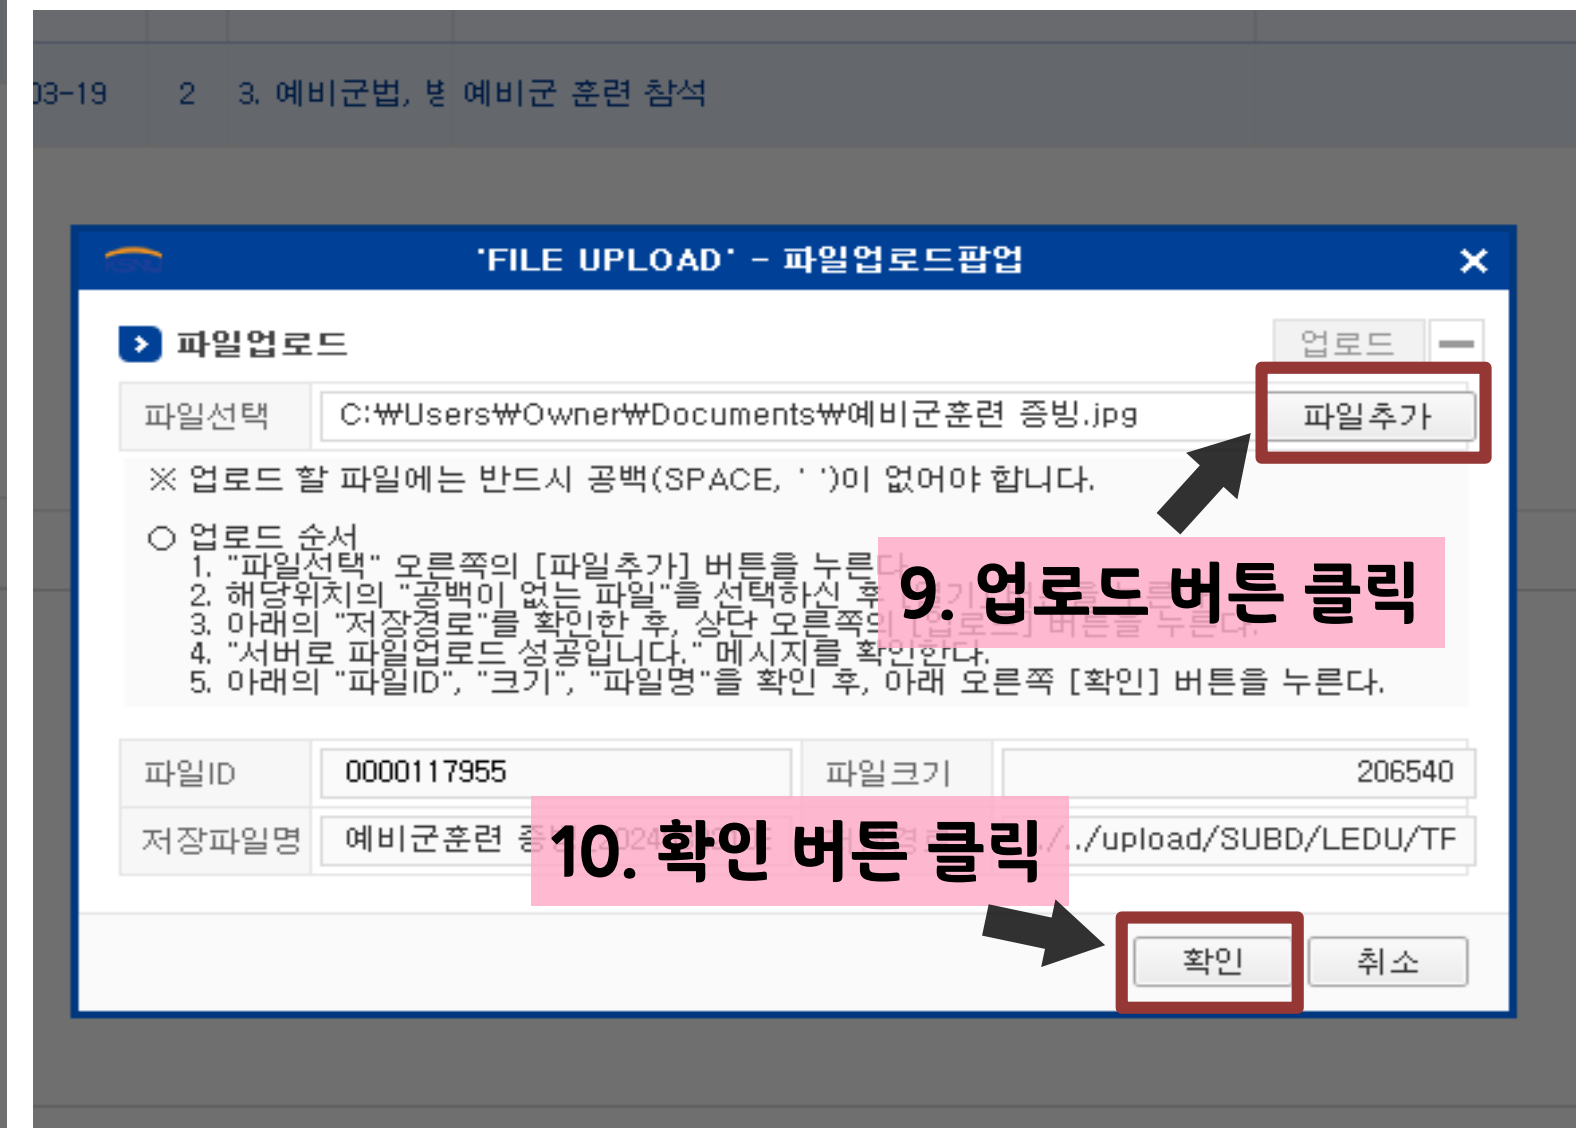 03-19 2 3. 예비군법, 병 예비군 훈련 참석
'FILE UPLOAD' - 파일업로드팝업
파일업로드
업로드
파일선택 C:₩Users₩Owner₩Documents₩예비군훈련 증빙.jpg 파일추가
※ 업로드 할 파일에는 반드시 공백(SPACE, ' ')이 없어야 합니다.
○ 업로드 순서
1. "파일선택" 오른쪽의 [파일추가] 버튼을 누른다.
2. 해당위치의 "공백이 없는 파일"을 선택하신 후
3. 아래의 "저장경로"를 확인한 후, 상단 오른쪽의 [업로드] 버튼을 누른다.
4. "서버로 파일업로드 성공입니다." 메시지를 확인한다.
5. 아래의 "파일ID", "크기", "파일명"을 확인 후, 아래 오른쪽 [확인] 버튼을 누른다.
9. 업로드 버튼 클릭
파일ID 0000117955 파일크기 206540
저장파일명 예비군훈련 /../upload/SUBD/LEDU/TF
10. 확인 버튼 클릭
확인 취소